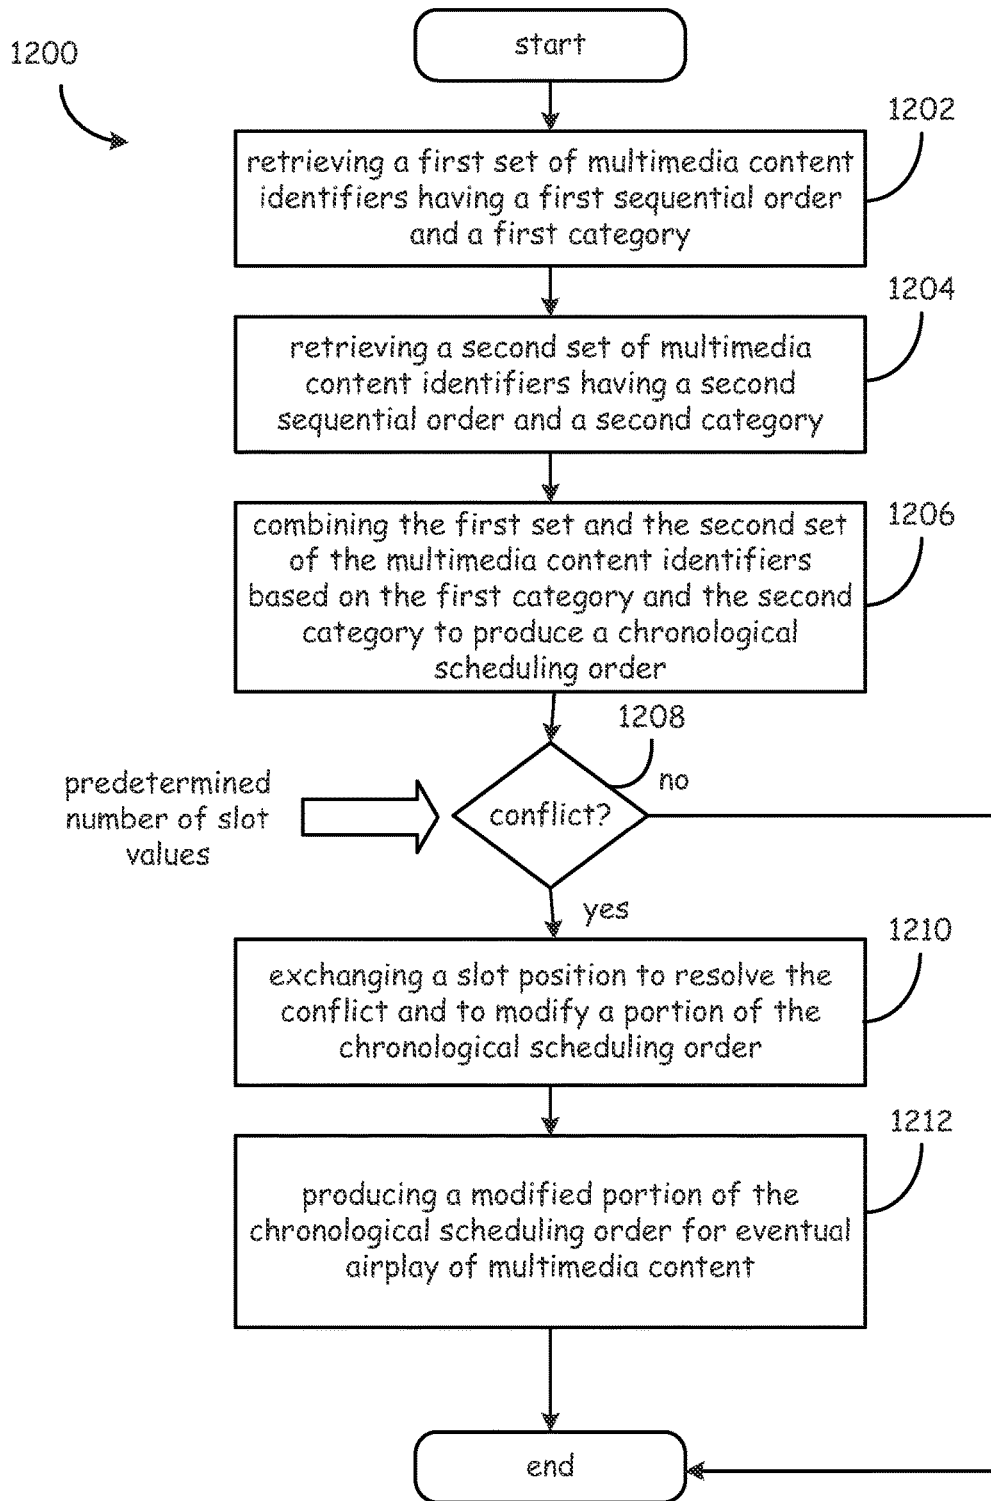 1200
start
1202
retrieving a first set of multimedia content
identifiers having a first sequential order
and a first category
1204
retrieving a second set of multimedia
content identifiers having a second
sequential order and a second category
1206
combining the first set and the second set
of the multimedia content identifiers
based on the first category and the second
category to produce a chronological
scheduling order
1208
no
predetermined
number of slot
values
conflict?
yes
1210
exchanging a slot position to resolve the
conflict and to modify a portion of the
chronological scheduling order
1212
producing a modified portion of the
chronological scheduling order for eventual
airplay of multimedia content
end